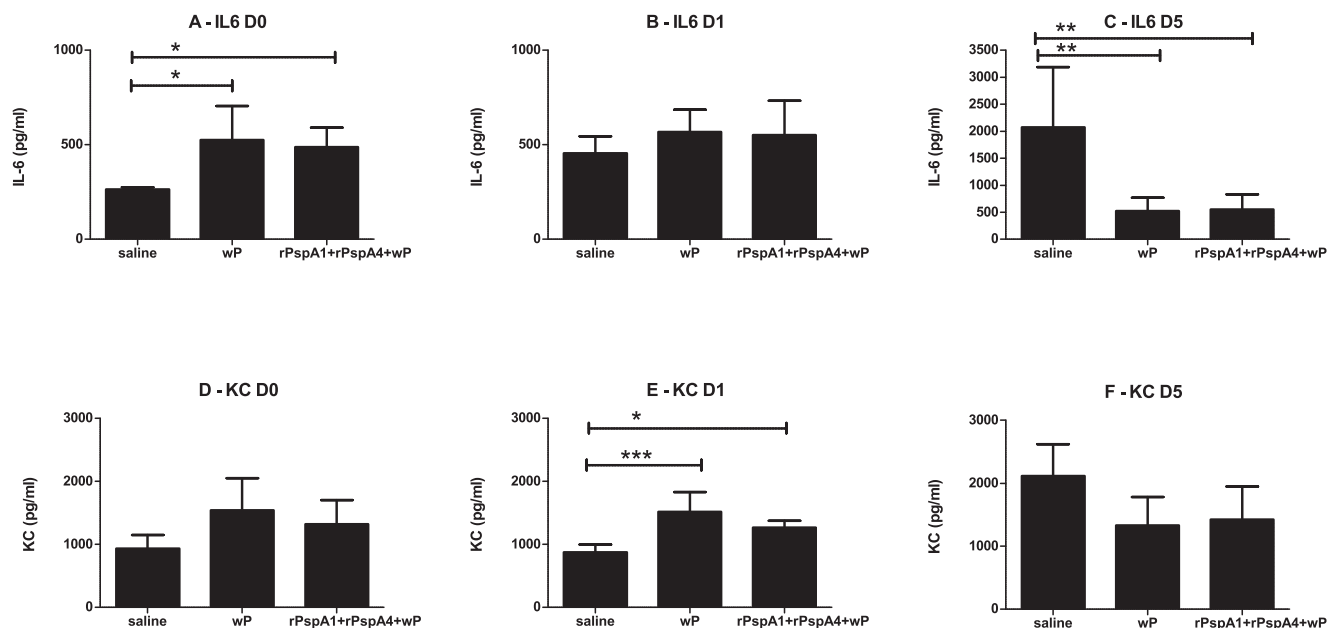 A - IL6 D0
IL-6 (pg/ml)
1000
500
0
*
*
saline
wP
rPspA1+rPspA4+wP
B - IL6 D1
IL-6 (pg/ml)
1000
500
0
saline
wP
rPspA1+rPspA4+wP
C - IL6 D5
IL-6 (pg/ml)
3500
3000
2500
2000
1500
1000
500
0
**
**
saline
wP
rPspA1+rPspA4+wP
D - KC D0
KC (pg/ml)
3000
2000
1000
0
saline
wP
rPspA1+rPspA4+wP
E - KC D1
KC (pg/ml)
3000
2000
1000
0
*
***
saline
wP
rPspA1+rPspA4+wP
F - KC D5
KC (pg/ml)
3000
2000
1000
0
saline
wP
rPspA1+rPspA4+wP